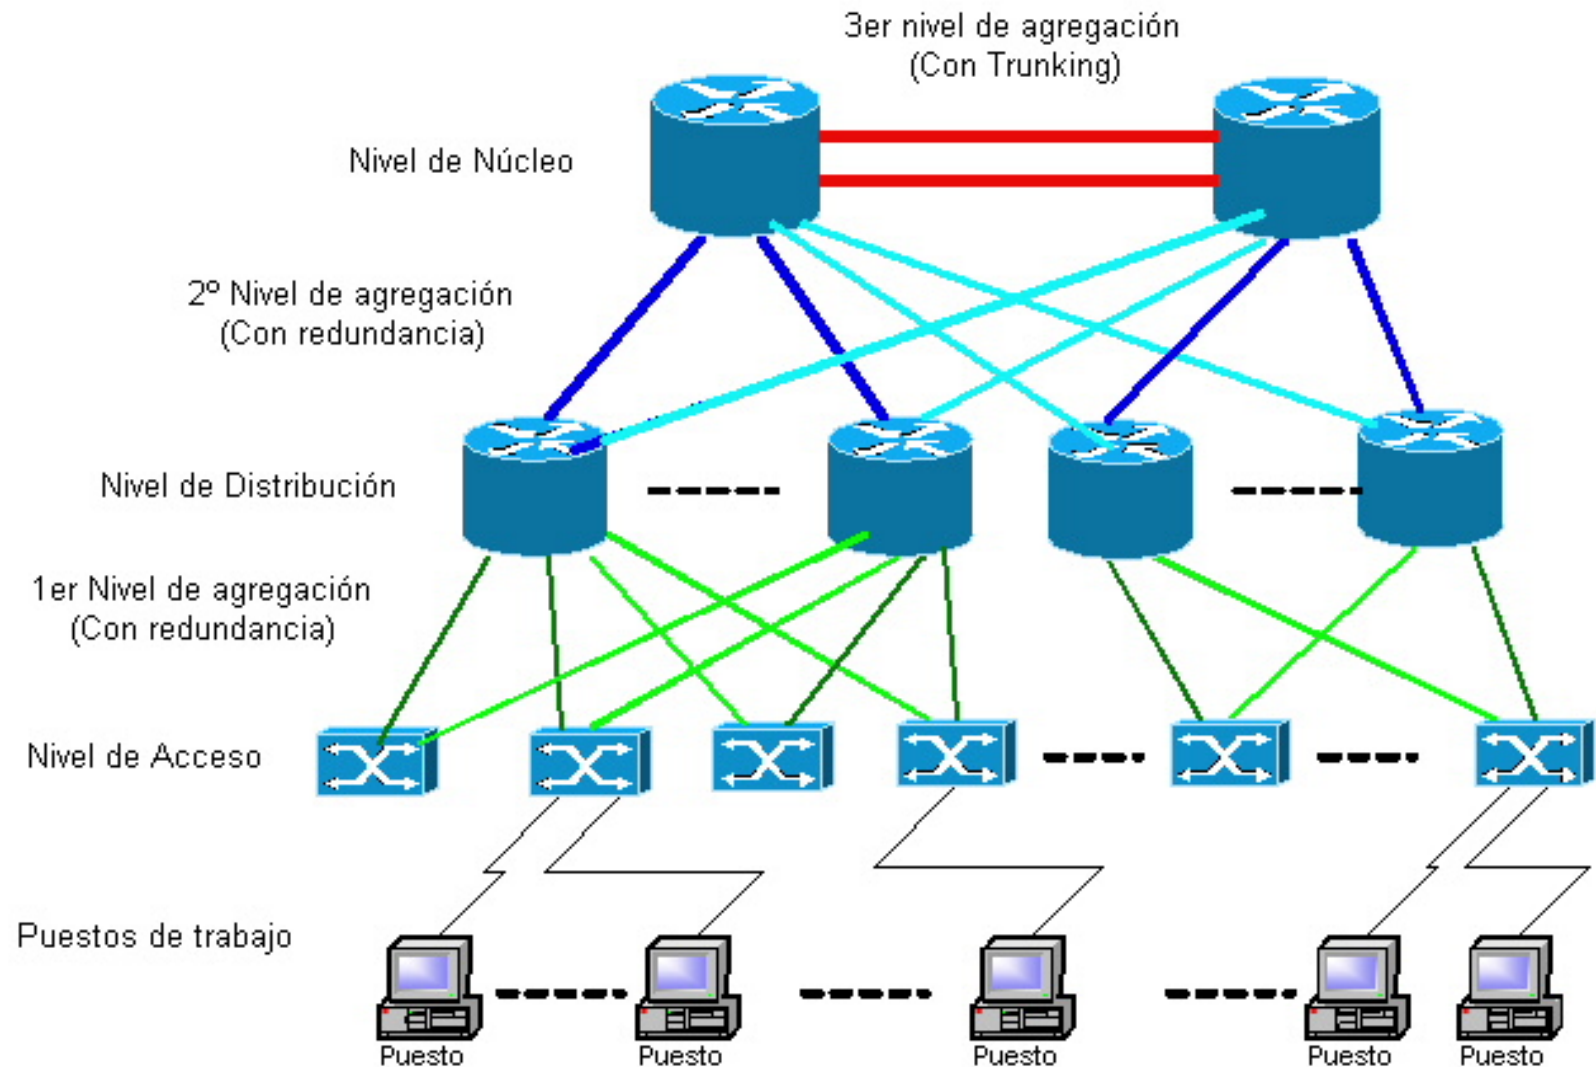 3er nivel de agregación
(Con Trunking)
Nivel de Núcleo
2º Nivel de agregación
(Con redundancia)
Nivel de Distribución
1er Nivel de agregación
(Con redundancia)
Nivel de Acceso
Puestos de trabajo
Puesto
Puesto
Puesto
Puesto
Puesto